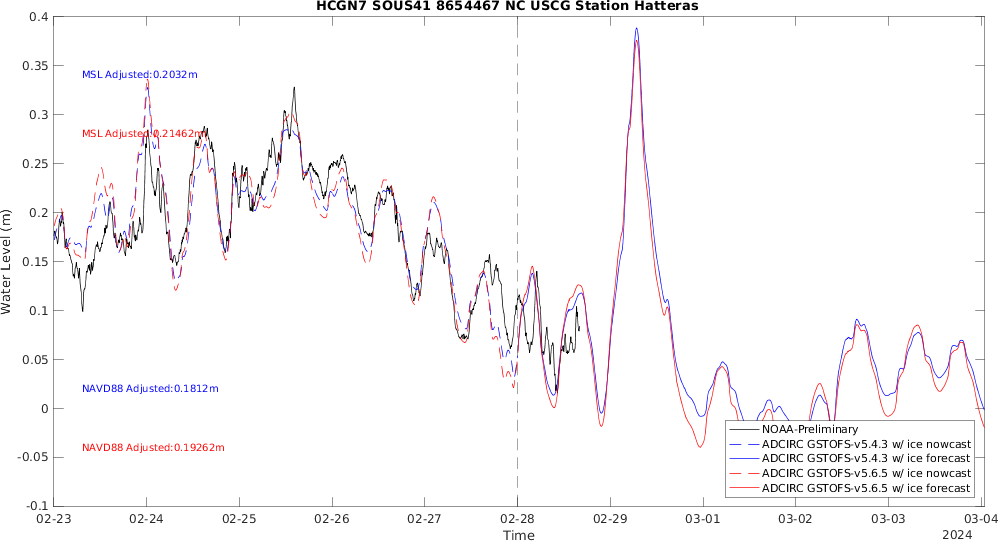 HCGN7 SOUS41 8654467 NC USCG Station Hatteras
0.4
0.35
0.3
0.25
0.2
0.15
0.1
0.05
0
-0.05
-0.1
Water Level (m)
MSL Adjusted:0.2032m
MSL Adjusted:0.21462m
NAVD88 Adjusted:0.1812m
NAVD88 Adjusted:0.19262m
NOAA-Preliminary
ADCIRC GSTOFS-v5.4.3 w/ ice nowcast
ADCIRC GSTOFS-v5.4.3 w/ ice forecast
ADCIRC GSTOFS-v5.6.5 w/ ice nowcast
ADCIRC GSTOFS-v5.6.5 w/ ice forecast
02-23 02-24 02-25 02-26 02-27 02-28 02-29 03-01 03-02 03-03 03-04
Time
2024